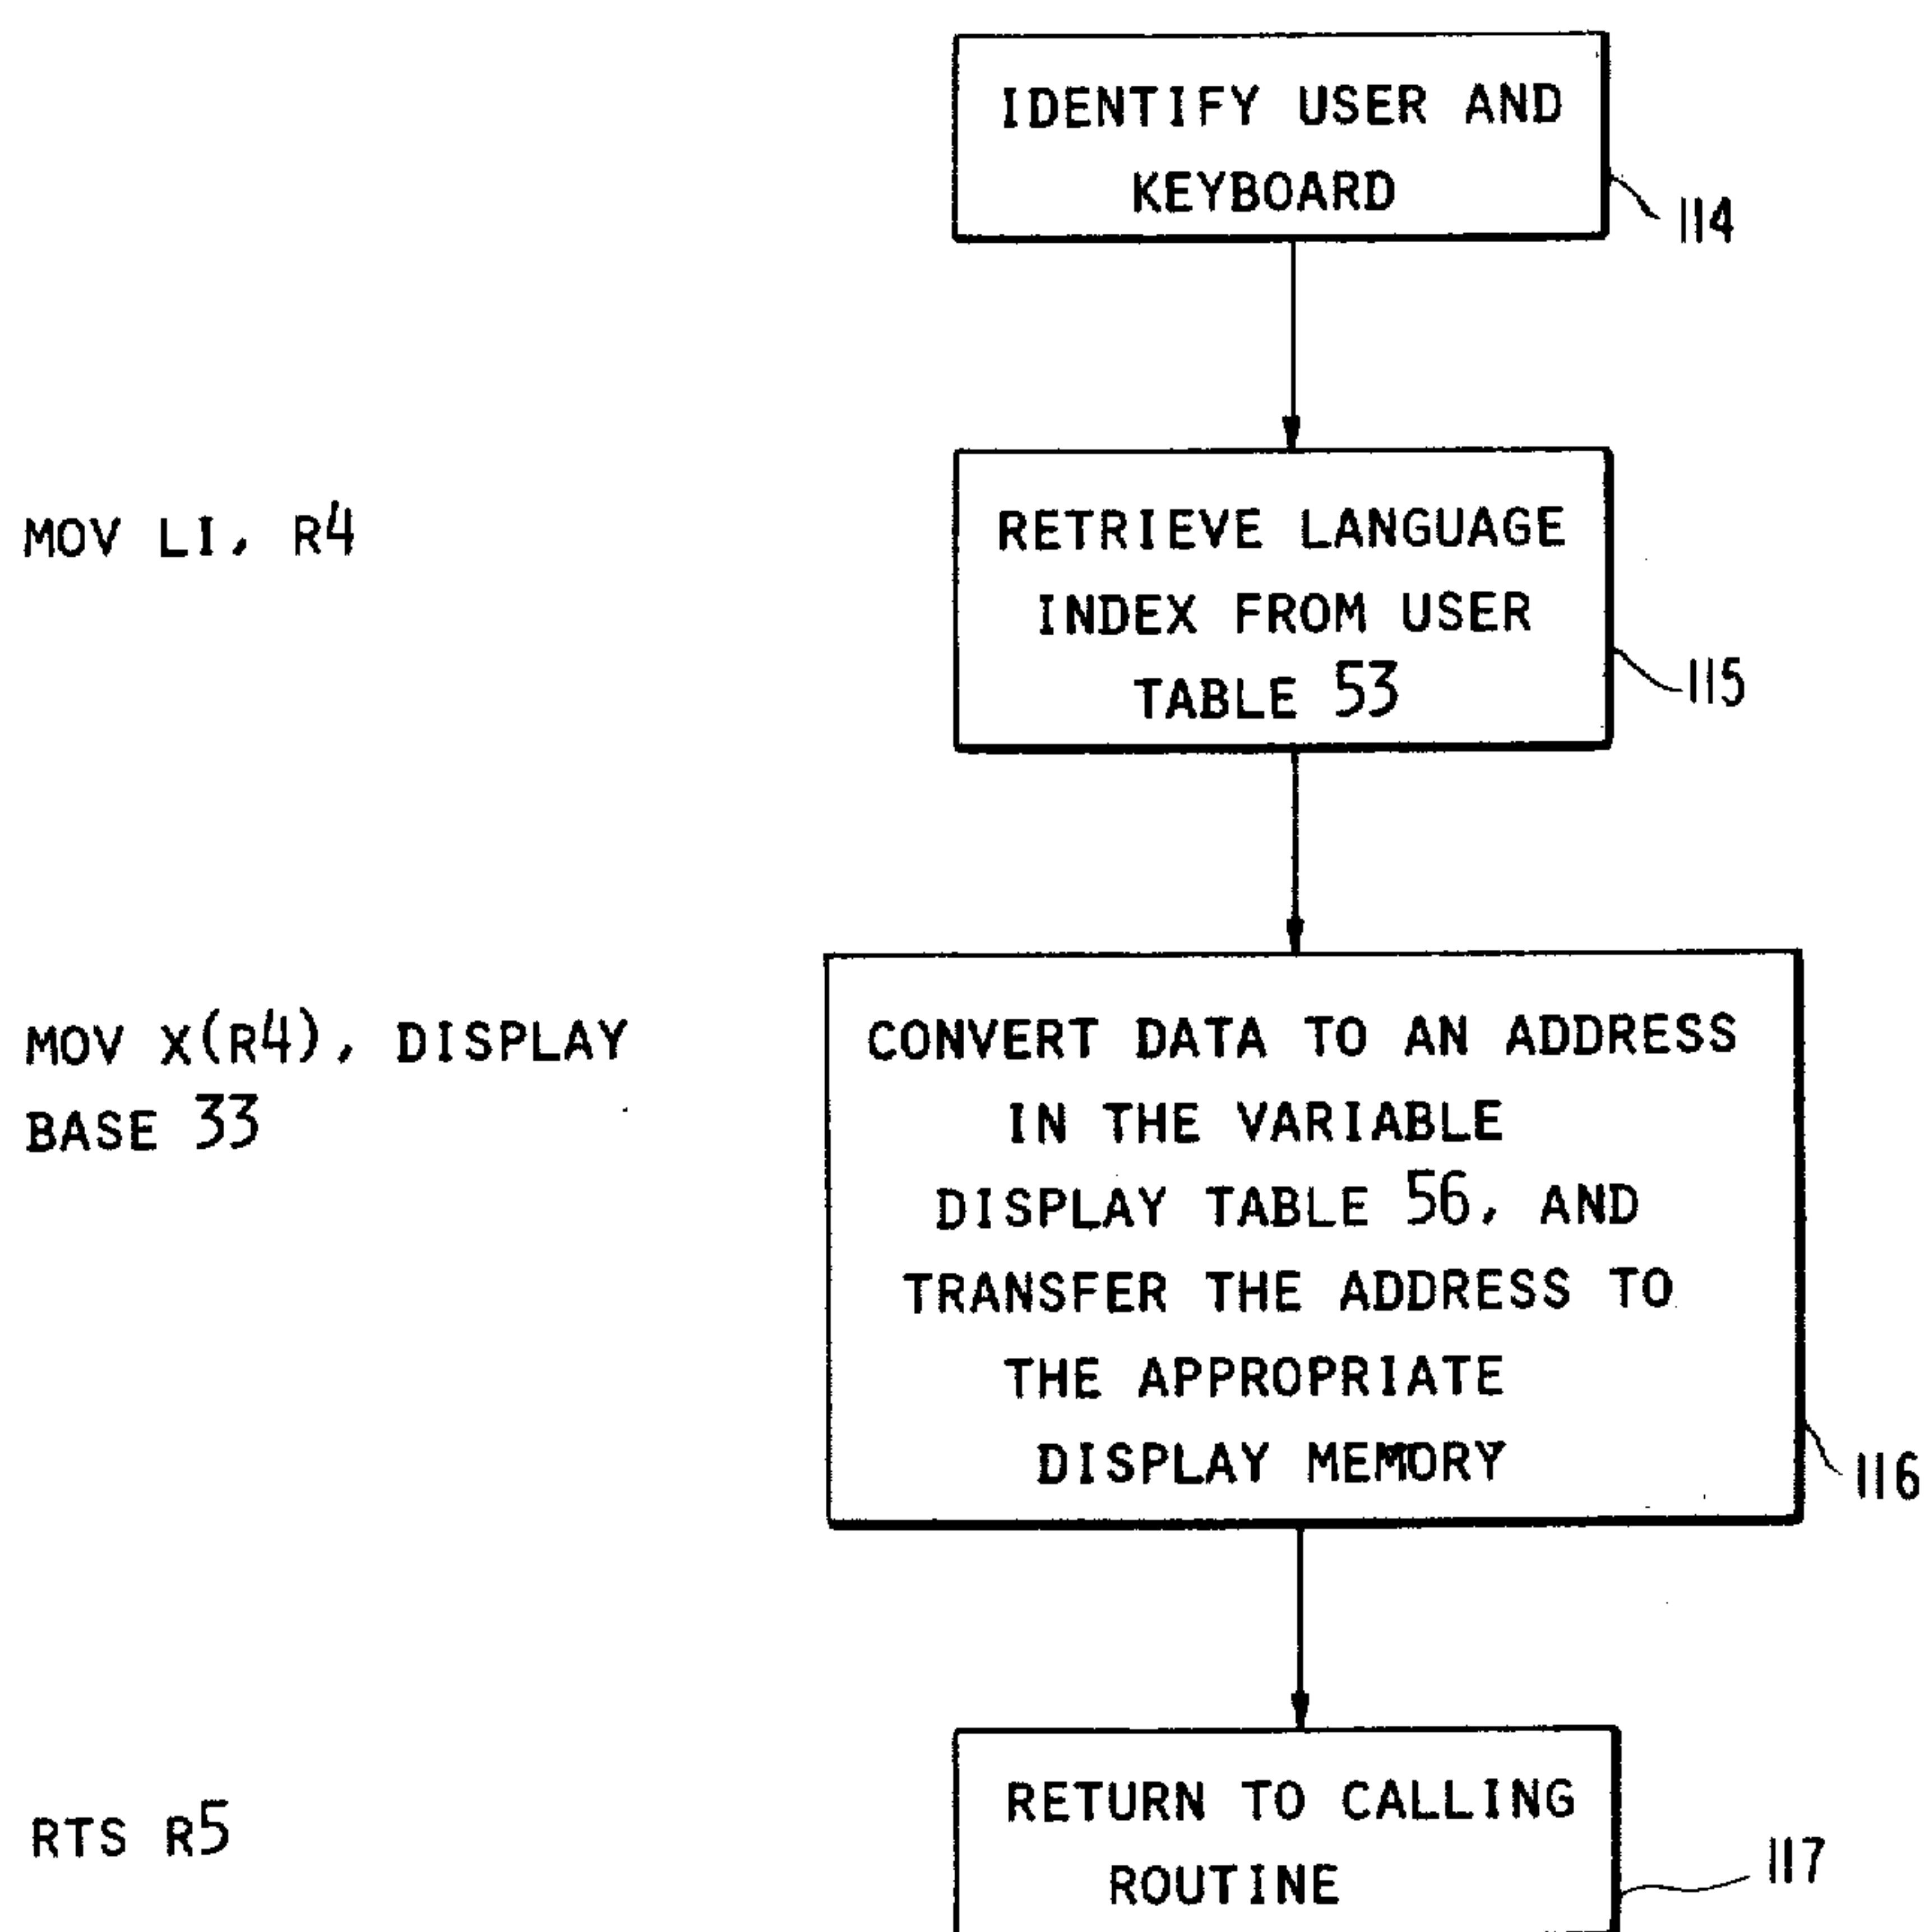 IDENTIFY USER AND
KEYBOARD
114
MOV LI, R4
RETRIEVE LANGUAGE
INDEX FROM USER
TABLE 53
115
MOV X(R4), DISPLAY
BASE 33
CONVERT DATA TO AN ADDRESS
IN THE VARIABLE
DISPLAY TABLE 56, AND
TRANSFER THE ADDRESS TO
THE APPROPRIATE
DISPLAY MEMORY
116
RTS R5
RETURN TO CALLING
ROUTINE
117